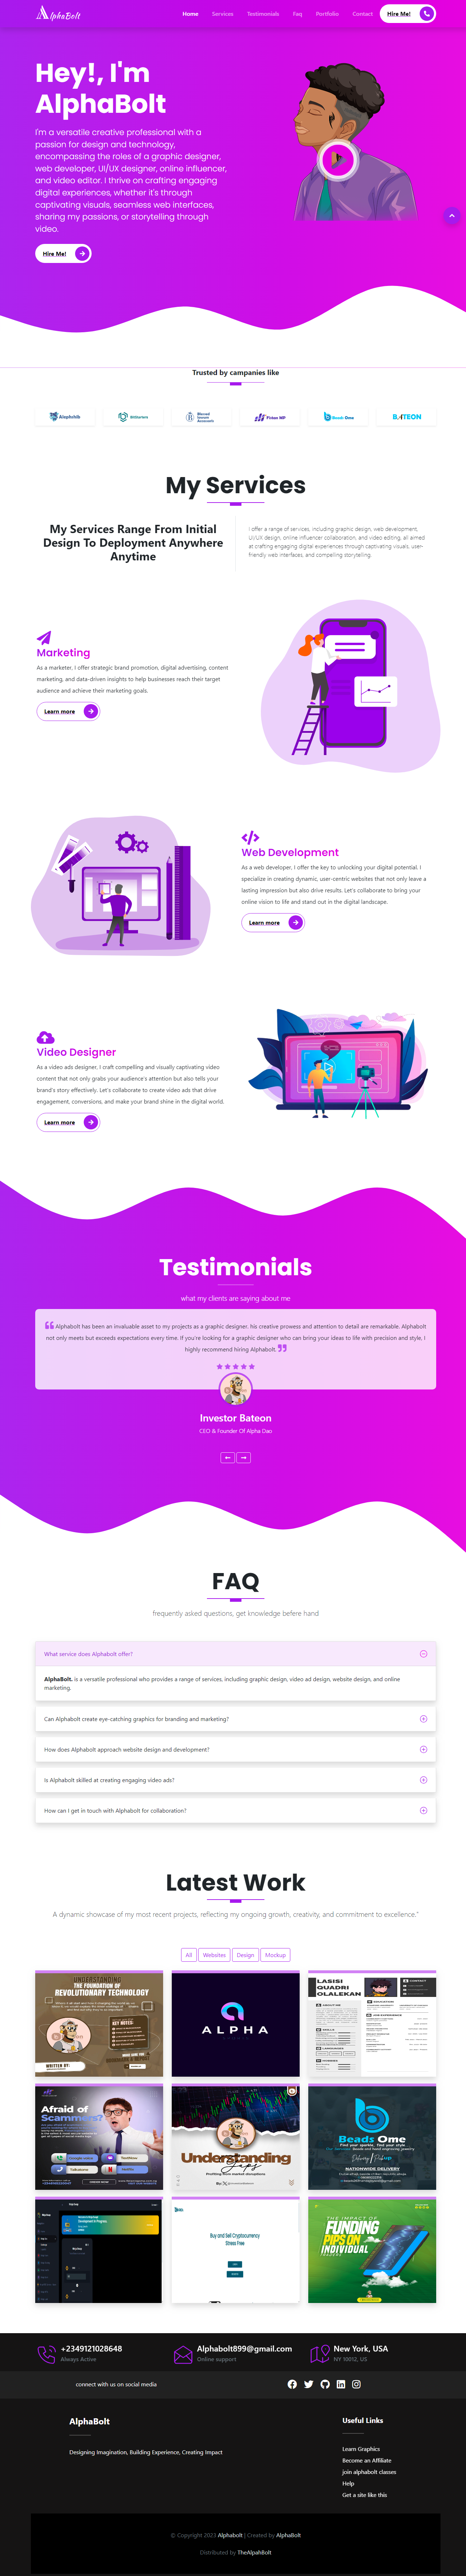 AlphaBolt
Home Services Testimonials Faq Portfolio Contact Hire Me!
Hey!, I'm
AlphaBolt
I'm a versatile creative professional with a
passion for design and technology,
encompassing the roles of a graphic designer,
web developer, UI/UX designer, online influencer,
and video editor. I thrive on crafting engaging
digital experiences, whether it's through
captivating visuals, seamless web interfaces,
sharing my passions, or storytelling through
video.
Hire Me!
Trusted by campanies like
Beads Ome
BATEON
My Services
My Services Range From Initial
Design To Deployment Anywhere
Anytime
I offer a range of services, including graphic design, web development,
UI/UX design, online influencer collaboration, and video editing, all aimed
at crafting engaging digital experiences through captivating visuals, user-
friendly web interfaces, and compelling storytelling.
Marketing
As a marketer, I offer strategic brand promotion, digital advertising, content
marketing, and data-driven insights to help businesses reach their target
audience and achieve their marketing goals.
Learn more
Web Development
As a web developer, I offer the key to unlocking your digital potential. I
specialize in creating dynamic, user-centric websites that not only leave a
lasting impression but also drive results. Let's collaborate to bring your
online vision to life and stand out in the digital landscape.
Learn more
Video Designer
As a video ads designer, I craft compelling and visually captivating video
content that not only grabs your audience's attention but also tells your
brand's story effectively. Let's collaborate to create video ads that drive
engagement, conversions, and make your brand shine in the digital world.
Learn more
Testimonials
what my clients are saying about me
Alphabolt has been an invaluable asset to my projects as a graphic designer. his creative prowess and attention to detail are remarkable. Alphabolt
not only meets but exceeds expectations every time. If you're looking for a graphic designer who can bring your ideas to life with precision and style, I
highly recommend hiring Alphabolt.
Investor Bateon
CEO & Founder Of Alpha Dao
FAQ
frequently asked questions, get knowledge befere hand
What service does Alphabolt offer?
AlphaBolt. is a versatile professional who provides a range of services, including graphic design, video ad design, website design, and online
marketing.
Can Alphabolt create eye-catching graphics for branding and marketing?
How does Alphabolt approach website design and development?
Is Alphabolt skilled at creating engaging video ads?
How can I get in touch with Alphabolt for collaboration?
Latest Work
A dynamic showcase of my most recent projects, reflecting my ongoing growth, creativity, and commitment to excellence."
All Websites Design Mockup
UNDERSTANDING
THE FOUNDATION OF
REVOLUTIONARY TECHNOLOGY
KEY NOTES:
WRITTEN BY:
ALPHA
LASISI
QUADRI
OLALEKAN
Afraid of
Scammers?
Understanding
Gaps
Beads Ome
NATIONWIDE DELIVERY
Buy and Sell Cryptocurrency
Stress Free
THE IMPACT OF
FUNDING
PIPS ON
INDIVIDUAL
+2349121028648
Always Active
Alphabolt899@gmail.com
Online support
New York, USA
NY 10012, US
connect with us on social media
AlphaBolt
Designing Imagination, Building Experience, Creating Impact
Useful Links
Learn Graphics
Become an Affiliate
join alphabolt classes
Help
Get a site like this
© Copyright 2023 Alphabolt | Created by AlphaBolt
Distributed by TheAlpahBolt